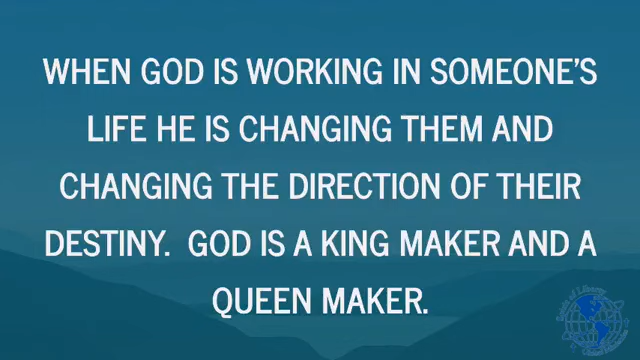 WHEN GOD IS WORKING IN SOMEONE'S
LIFE HE IS CHANGING THEM AND
CHANGING THE DIRECTION OF THEIR
DESTINY. GOD IS A KING MAKER AND A
QUEEN MAKER.